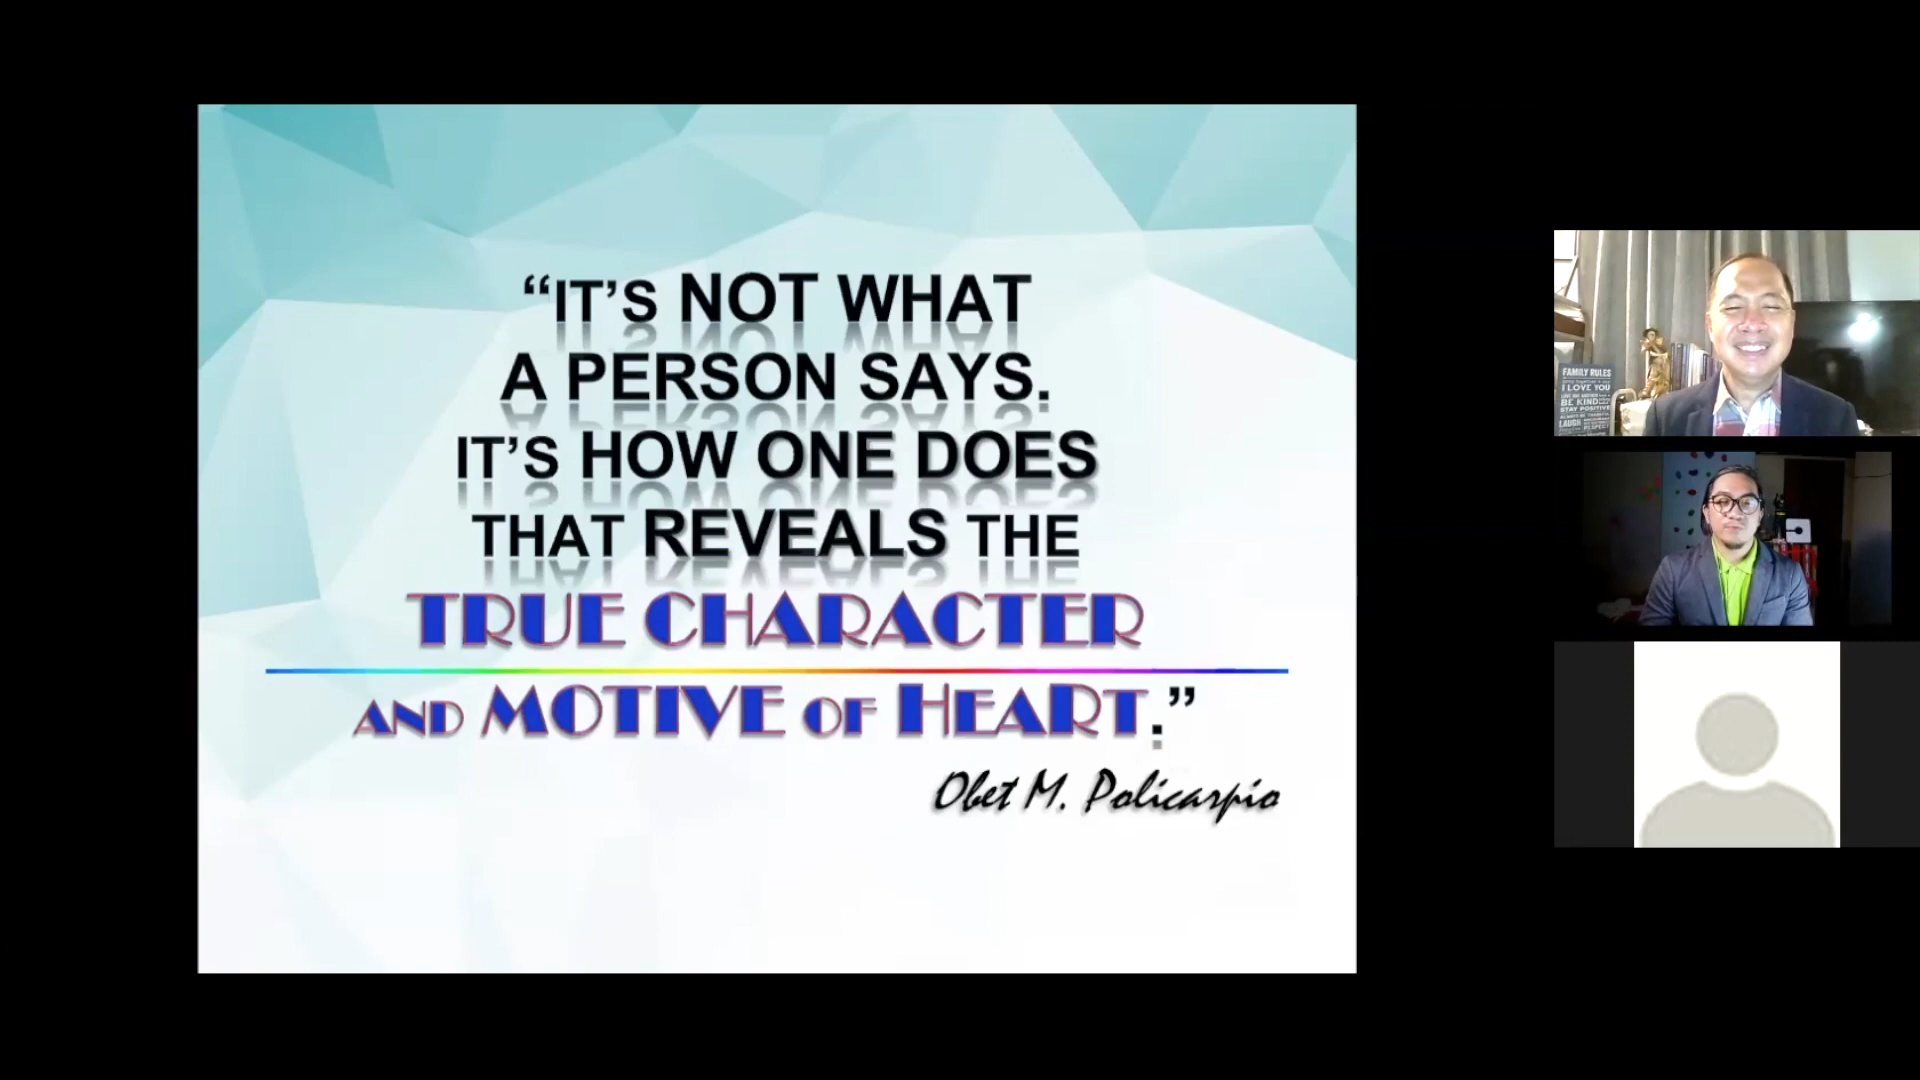 “IT’S NOT WHAT
A PERSON SAYS.
IT’S HOW ONE DOES
THAT REVEALS THE
TRUE CHARACTER
AND MOTIVE OF HEART.”
Obet M. Policarpio
FAMILY RULES
I LOVE YOU
BE KIND
STAY POSITIVE
LAUGH
RESPECT